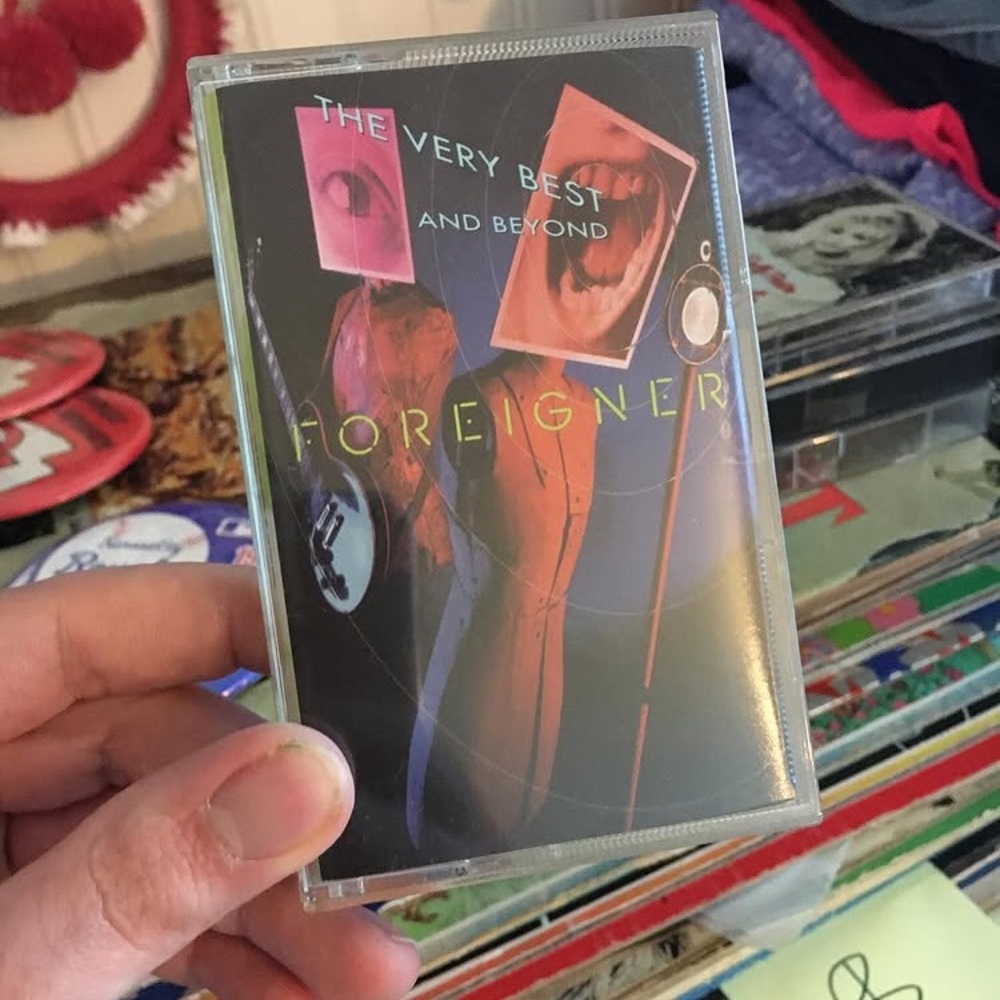 THE VERY BEST
AND BEYOND
FOREIGNER